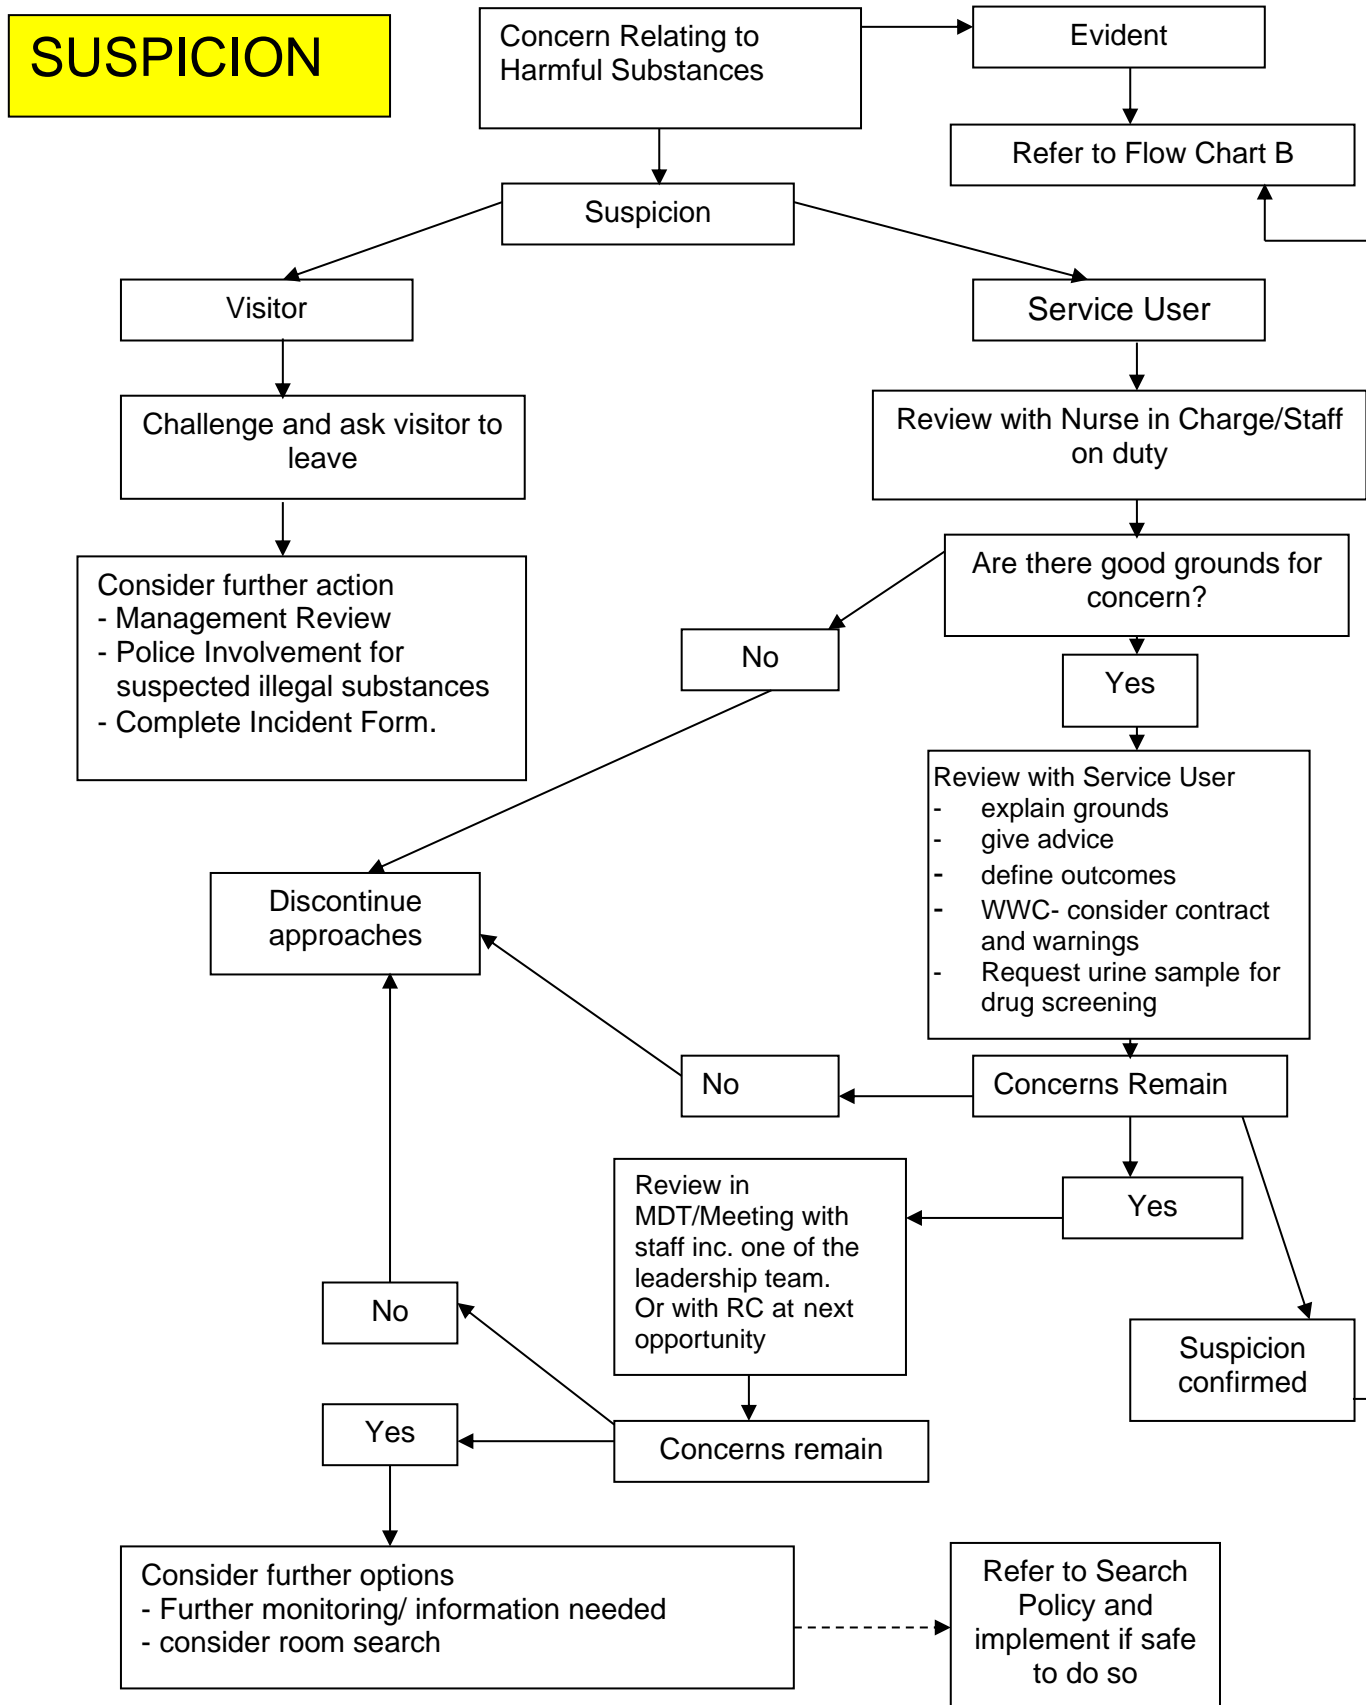 SUSPICION
Concern Relating to
Harmful Substances
Evident
Refer to Flow Chart B
Suspicion
Visitor
Service User
Challenge and ask visitor to
leave
Review with Nurse in Charge/Staff
on duty
Consider further action
- Management Review
- Police Involvement for
suspected illegal substances
- Complete Incident Form.
Are there good grounds for
concern?
No
Yes
Review with Service User
- explain grounds
- give advice
- define outcomes
- WWC- consider contract
and warnings
- Request urine sample for
drug screening
Discontinue
approaches
No
Concerns Remain
Review in
MDT/Meeting with
staff inc. one of the
leadership team.
Or with RC at next
opportunity
Yes
No
Suspicion
confirmed
Yes
Concerns remain
Consider further options
- Further monitoring/ information needed
- consider room search
Refer to Search
Policy and
implement if safe
to do so